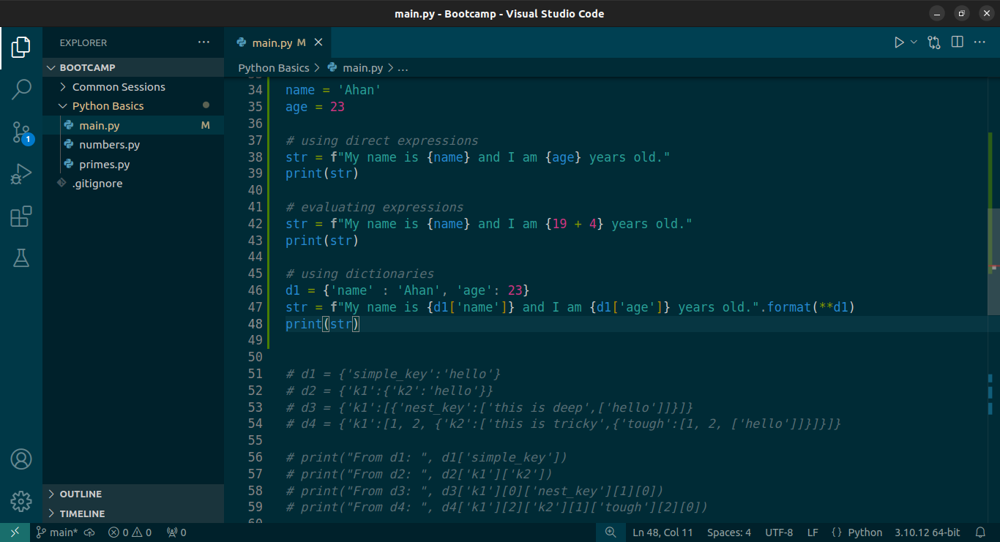 main.py - Bootcamp - Visual Studio Code
EXPLORER
BOOTCAMP
Common Sessions
Python Basics
main.py M
numbers.py
primes.py
.gitignore
OUTLINE
TIMELINE
main.py M
Python Basics > main.py > ...
34 name = 'Ahan'
35 age = 23
36
37 # using direct expressions
38 str = f"My name is {name} and I am {age} years old."
39 print(str)
40
41 # evaluating expressions
42 str = f"My name is {name} and I am {19 + 4} years old."
43 print(str)
44
45 # using dictionaries
46 d1 = {'name' : 'Ahan', 'age': 23}
47 str = f"My name is {d1['name']} and I am {d1['age']} years old.".format(**d1)
48 print(str)
49
50
51 # d1 = {'simple_key':'hello'}
52 # d2 = {'k1':{'k2':'hello'}}
53 # d3 = {'k1':[{'nest_key':['this is deep',['hello']]}]}
54 # d4 = {'k1':[1, 2, {'k2':['this is tricky',{'tough':[1, 2, ['hello']]}]}]}
55
56 # print("From d1: ", d1['simple_key'])
57 # print("From d2: ", d2['k1']['k2'])
58 # print("From d3: ", d3['k1'][0]['nest_key'][1][0])
59 # print("From d4: ", d4['k1'][2]['k2'][1]['tough'][2][0])
1
main* 0 0 0 Ln 48, Col 11 Spaces: 4 UTF-8 LF {} Python 3.10.12 64-bit